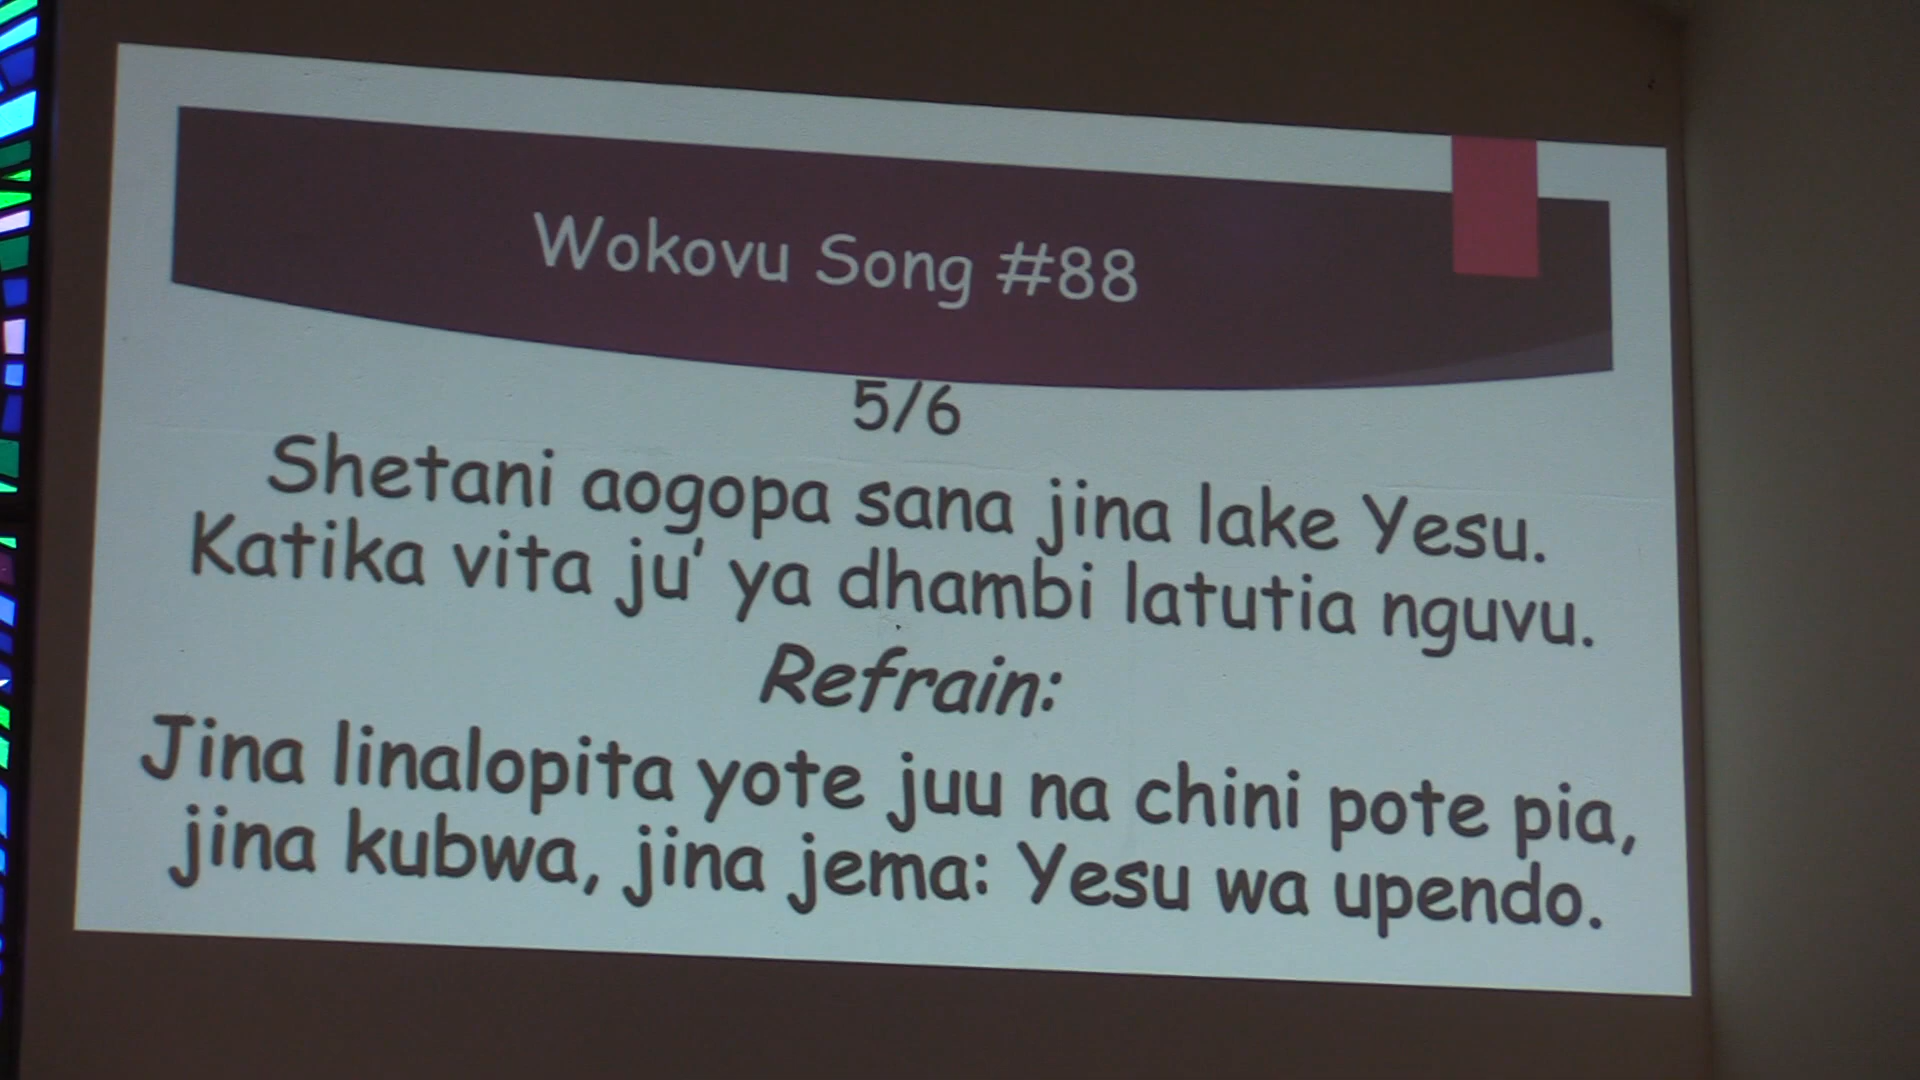 Wokovu Song #88
5/6
Shetani aogopa sana jina lake Yesu.
Katika vita ju' ya dhambi latutia nguvu.
Refrain:
Jina linalopita yote juu na chini pote pia,
jina kubwa, jina jema: Yesu wa upendo.